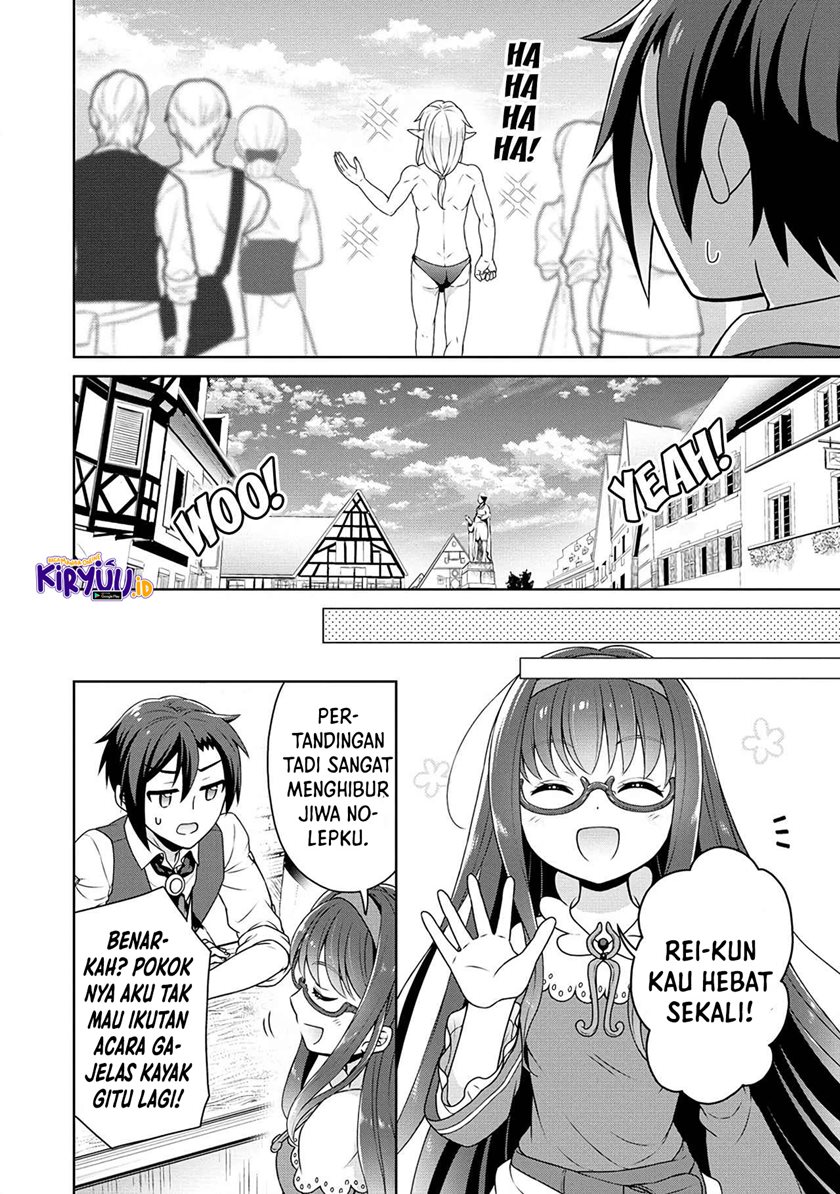 HA
HA
HA
HA!
WOO!
YEAH!
KIRYUU.ID
REI-KUN
KAU HEBAT
SEKALI!
PER-
TANDINGAN
TADI SANGAT
MENGHIBUR
JIWA NO-
LEPKU.
BENAR-
KAH? POKOK
NYA AKU TAK
MAU IKUTAN
ACARA GA-
JELAS KAYAK
GITU LAGI!